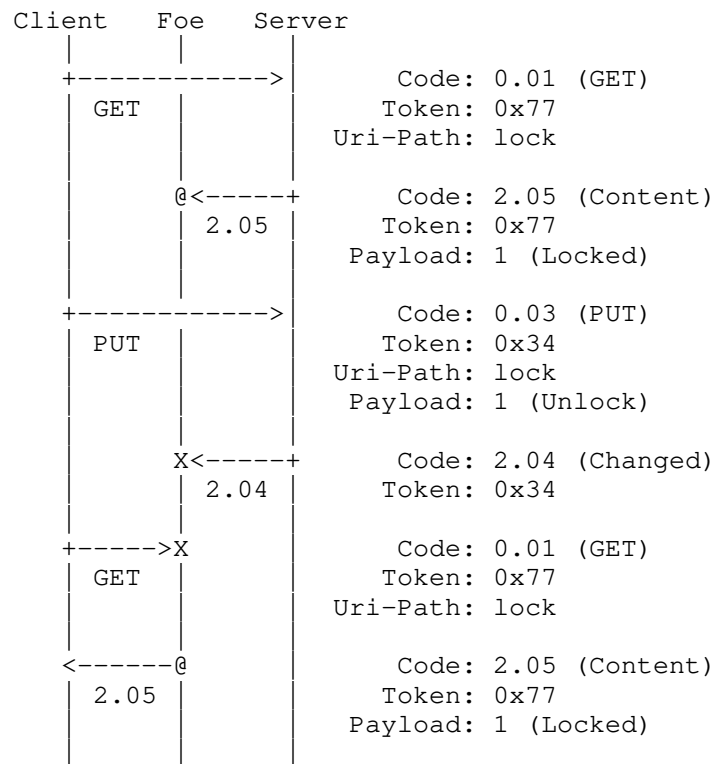 Client Foe Server
+------------>| Code: 0.01 (GET)
GET Token: 0x77
Uri-Path: lock
@<-----+ Code: 2.05 (Content)
2.05 Token: 0x77
Payload: 1 (Locked)
+------------>| Code: 0.03 (PUT)
PUT Token: 0x34
Uri-Path: lock
Payload: 1 (Unlock)
X<-----+ Code: 2.04 (Changed)
2.04 Token: 0x34
+----->X Code: 0.01 (GET)
GET Token: 0x77
Uri-Path: lock
<------@ Code: 2.05 (Content)
2.05 Token: 0x77
Payload: 1 (Locked)